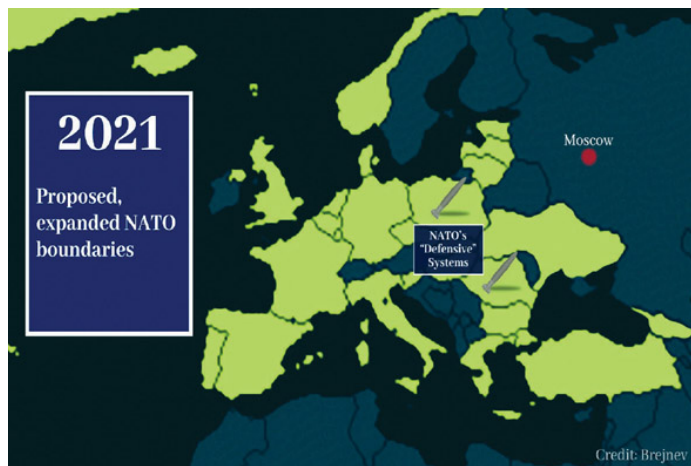 2021
Proposed,
expanded NATO
boundaries
Moscow
NATO's
"Defensive"
Systems
Credit: Brejnev